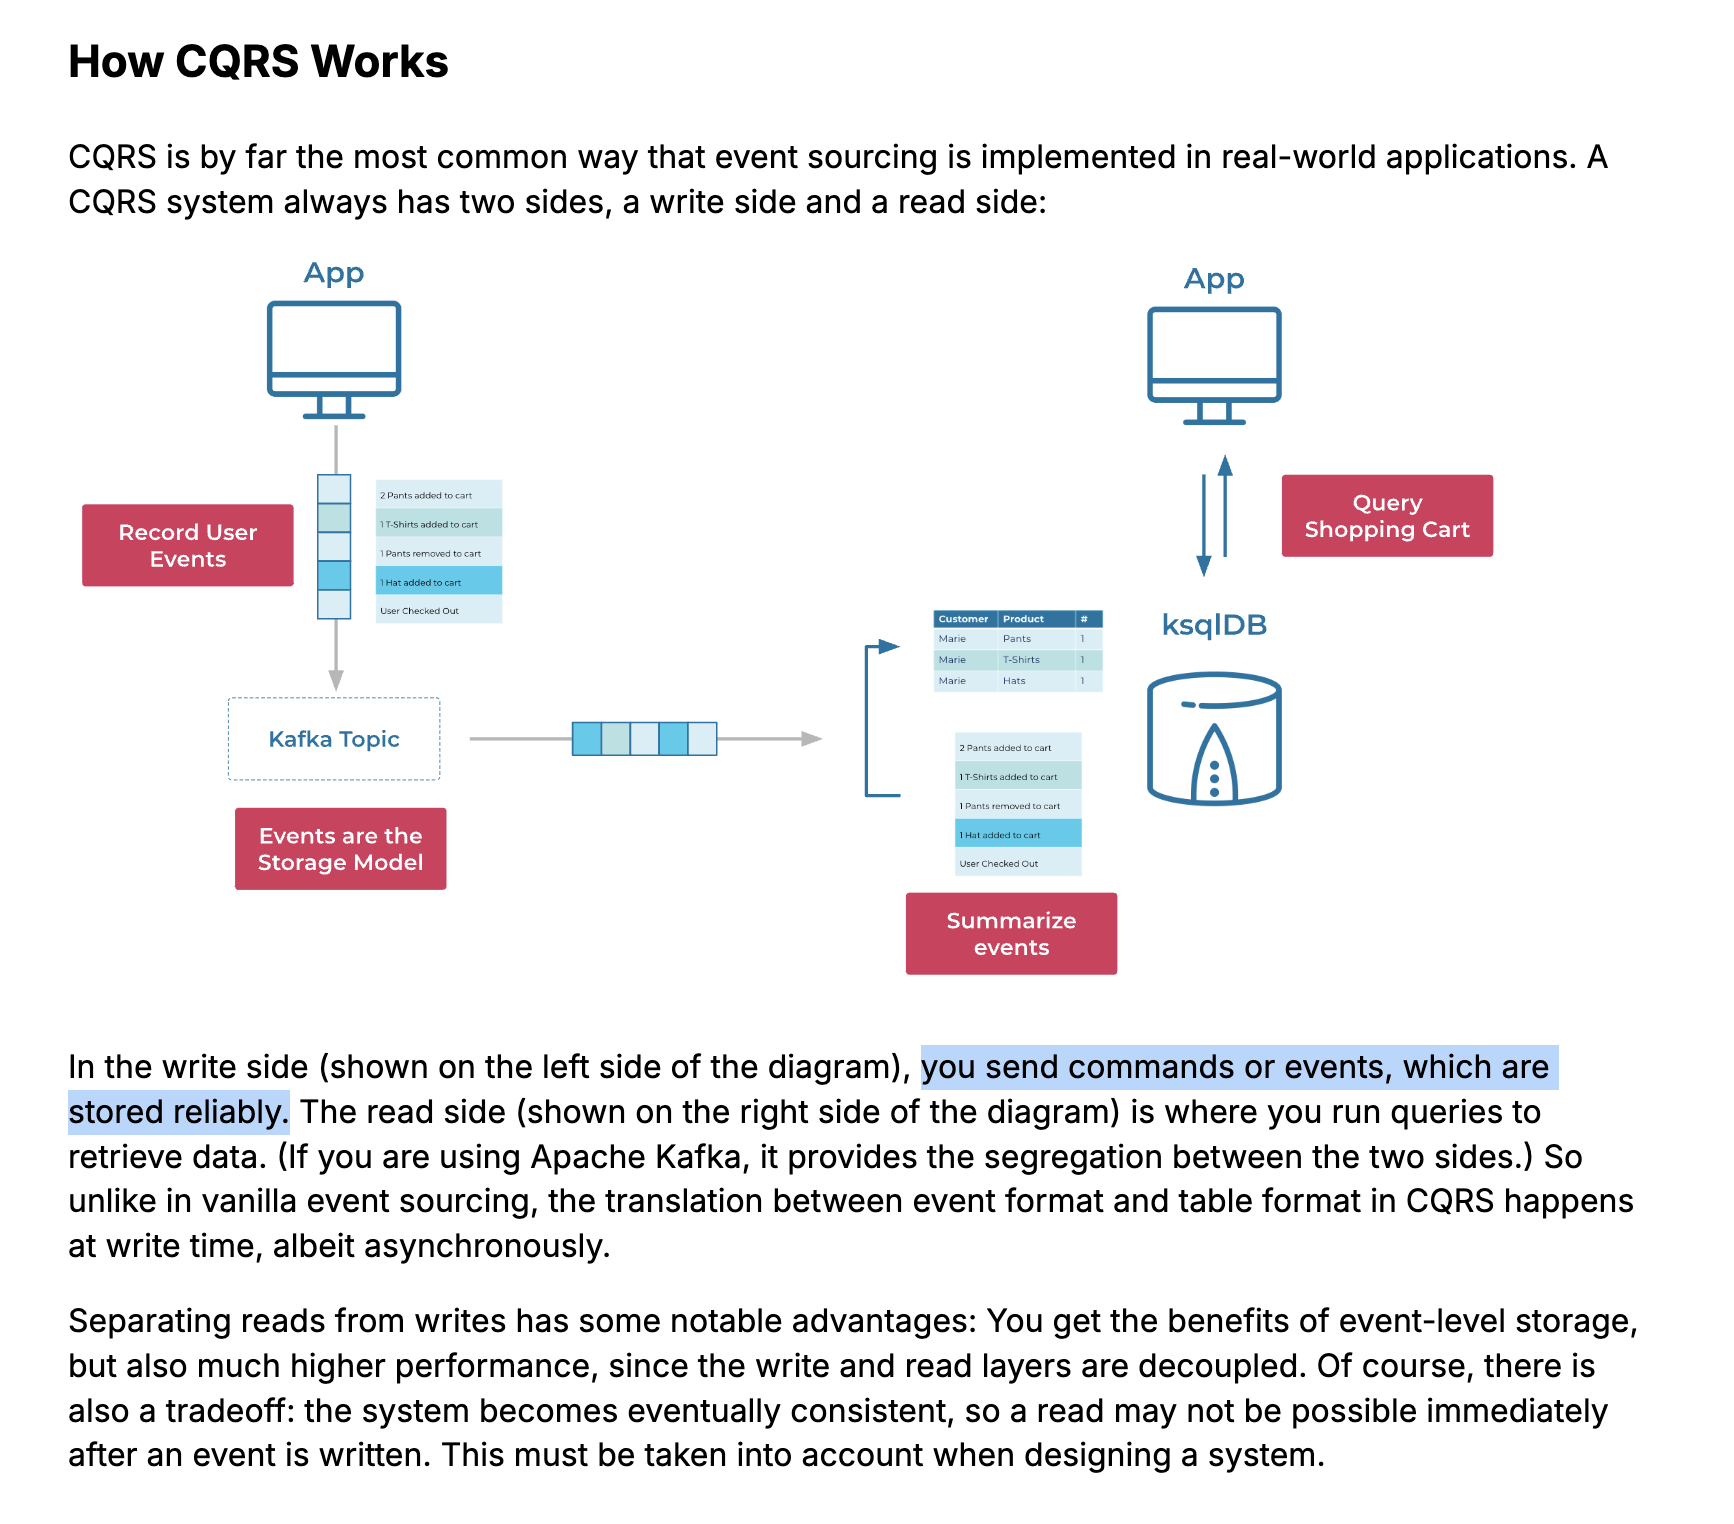 How CQRS Works
CQRS is by far the most common way that event sourcing is implemented in real-world applications. A
CQRS system always has two sides, a write side and a read side:
App
Record User
Events
2 Pants added to cart
1 T-Shirts added to cart
1 Pants removed to cart
1 Hat added to cart
User Checked Out
Kafka Topic
Events are the
Storage Model
App
Query
Shopping Cart
ksqlDB
Customer Product #
Marie Pants 1
Marie T-Shirts 1
Marie Hats 1
2 Pants added to cart
1 T-Shirts added to cart
1 Pants removed to cart
1 Hat added to cart
User Checked Out
Summarize
events
In the write side (shown on the left side of the diagram), you send commands or events, which are
stored reliably. The read side (shown on the right side of the diagram) is where you run queries to
retrieve data. (If you are using Apache Kafka, it provides the segregation between the two sides.) So
unlike in vanilla event sourcing, the translation between event format and table format in CQRS happens
at write time, albeit asynchronously.
Separating reads from writes has some notable advantages: You get the benefits of event-level storage,
but also much higher performance, since the write and read layers are decoupled. Of course, there is
also a tradeoff: the system becomes eventually consistent, so a read may not be possible immediately
after an event is written. This must be taken into account when designing a system.